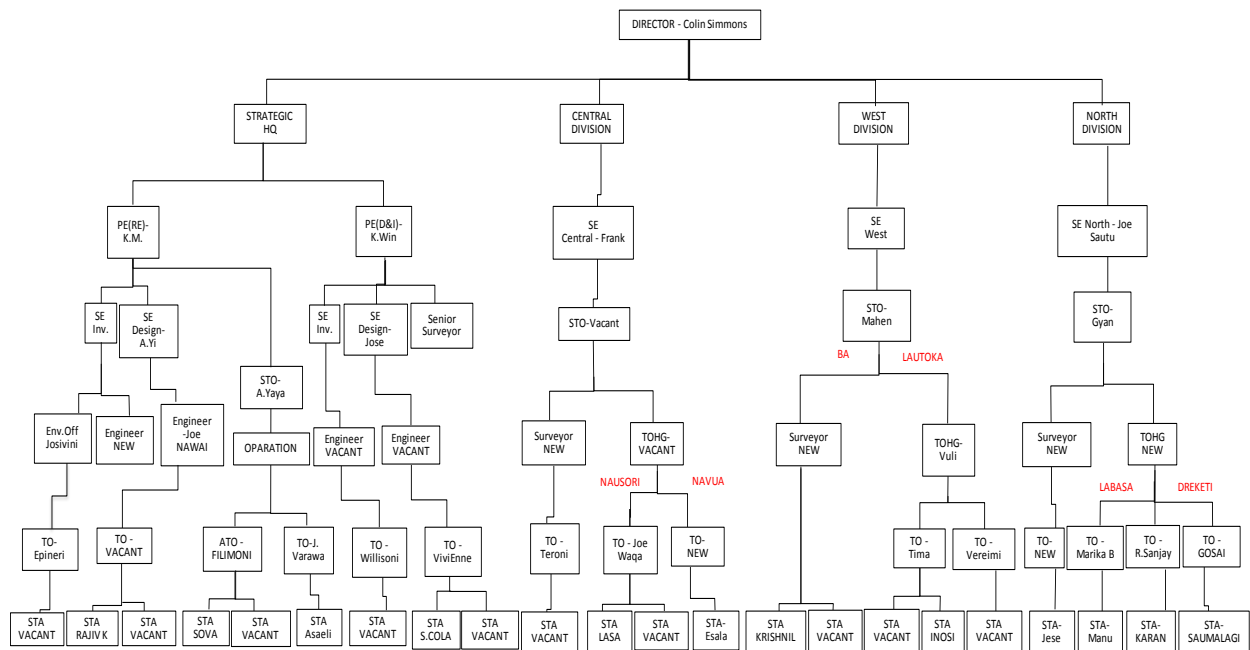 DIRECTOR - Colin Simmons
STRATEGIC
HQ
CENTRAL
DIVISION
WEST
DIVISION
NORTH
DIVISION
PE(RE)-
K.M.
PE(D&I)-
K.Win
SE
Central - Frank
SE
West
SE North - Joe
Sautu
SE
Inv.
SE
Design-
A.Yi
SE
Inv.
SE
Design-
Jose
Senior
Surveyor
STO-Vacant
STO-
Mahen
STO-
Gyan
BA
LAUTOKA
STO-
A.Yaya
Env.Off
Josivini
Engineer
NEW
Engineer
-Joe
NAWAI
OPARATION
Engineer
VACANT
Engineer
VACANT
Surveyor
NEW
TOHG-
VACANT
Surveyor
NEW
TOHG-
Vuli
Surveyor
NEW
TOHG
NEW
NAUSORI
NAVUA
LABASA
DREKETI
TO-
Epineri
TO -
VACANT
ATO -
FILIMONI
TO-J.
Varawa
TO -
Willisoni
TO -
ViviEnne
TO -
Teroni
TO - Joe
Waqa
TO-
NEW
TO -
Tima
TO -
Vereimi
TO-
NEW
TO -
Marika B
TO -
R.Sanjay
TO -
GOSAI
STA
VACANT
STA
RAJIV K
STA
VACANT
STA
SOVA
STA
VACANT
STA
Asaeli
STA
VACANT
STA
S.COLA
STA
VACANT
STA
VACANT
STA
LASA
STA
VACANT
STA-
Esala
STA
KRISHNIL
STA
VACANT
STA
VACANT
STA
INOSI
STA
VACANT
STA-
Jese
STA-
Manu
STA-
KARAN
STA-
SAUMALAGI